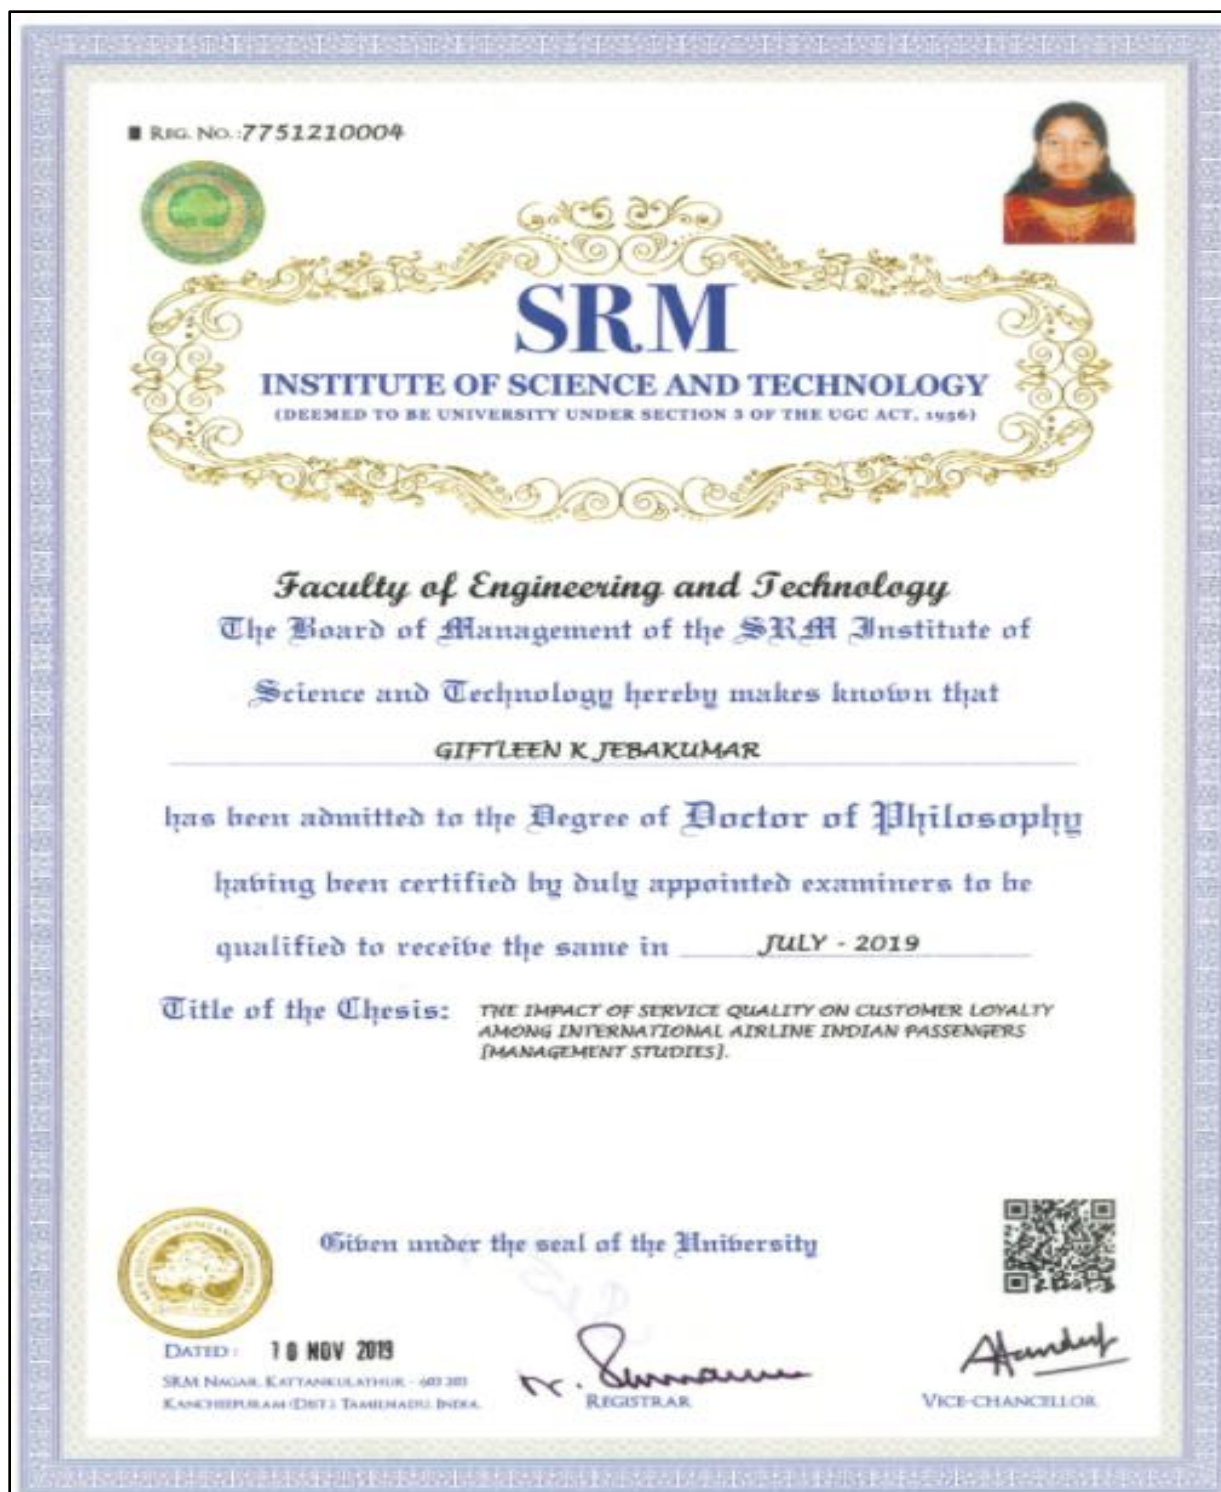 REG. NO. : 7751210004
SRM
INSTITUTE OF SCIENCE AND TECHNOLOGY
(DEEMED TO BE UNIVERSITY UNDER SECTION 3 OF THE UGC ACT, 1956)
Faculty of Engineering and Technology
The Board of Management of the SRM Institute of
Science and Technology hereby makes known that
GIFTLEEN K JEBAKUMAR
has been admitted to the Degree of Doctor of Philosophy
having been certified by duly appointed examiners to be
qualified to receive the same in JULY - 2019
Title of the Thesis: THE IMPACT OF SERVICE QUALITY ON CUSTOMER LOYALTY
AMONG INTERNATIONAL AIRLINE INDIAN PASSENGERS
[MANAGEMENT STUDIES].
Given under the seal of the University
DATED : NOV 2019
SRM NAGAR, KATTANKULATHUR - 603 203
KANCHEEPURAM (DIST.), TAMILNADU, INDIA.
REGISTRAR
VICE-CHANCELLOR